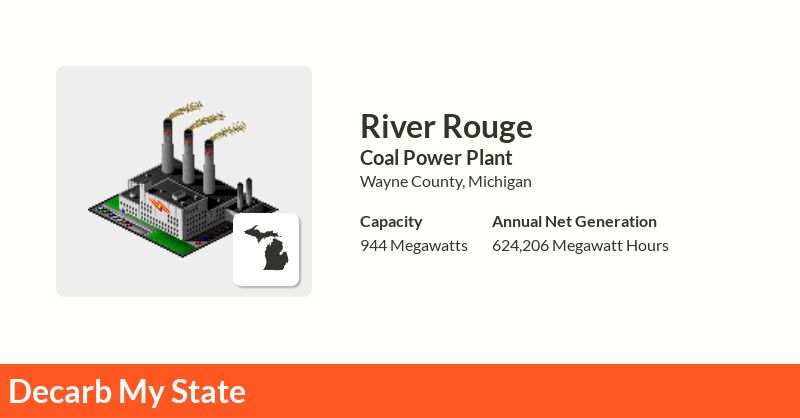 River Rouge
Coal Power Plant
Wayne County, Michigan
Capacity
Annual Net Generation
944 Megawatts
624,206 Megawatt Hours
Decarb My State